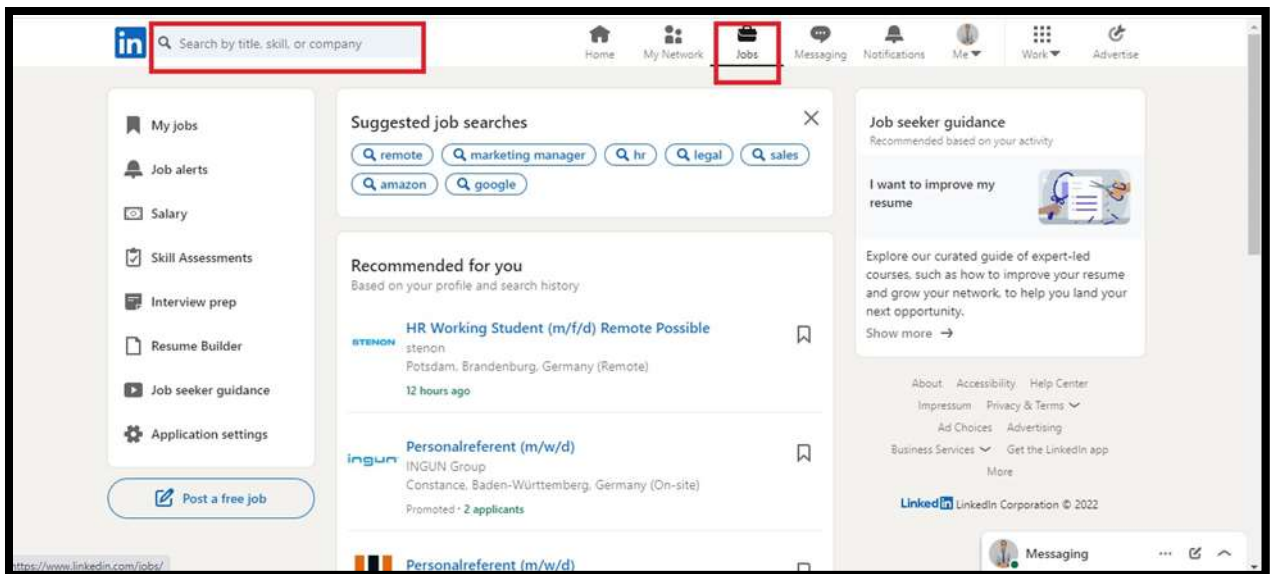 in
Search by title, skill, or company
Home
My Network
Jobs
Messaging
Notifications
Me
Work
Advertise
My jobs
Job alerts
Salary
Skill Assessments
Interview prep
Resume Builder
Job seeker guidance
Application settings
Post a free job
Suggested job searches
remote
marketing manager
hr
legal
sales
amazon
google
Recommended for you
Based on your profile and search history
STENON
HR Working Student (m/f/d) Remote Possible
stenon
Potsdam, Brandenburg, Germany (Remote)
12 hours ago
ingun
Personalreferent (m/w/d)
INGUN Group
Constance, Baden-Württemberg, Germany (On-site)
Promoted · 2 applicants
Personalreferent (m/w/d)
Job seeker guidance
Recommended based on your activity
I want to improve my
resume
Explore our curated guide of expert-led
courses, such as how to improve your resume
and grow your network, to help you land your
next opportunity.
Show more →
About Accessibility Help Center
Impressum Privacy & Terms
Ad Choices Advertising
Business Services Get the LinkedIn app
More
LinkedIn LinkedIn Corporation © 2022
Messaging
https://www.linkedin.com/jobs/